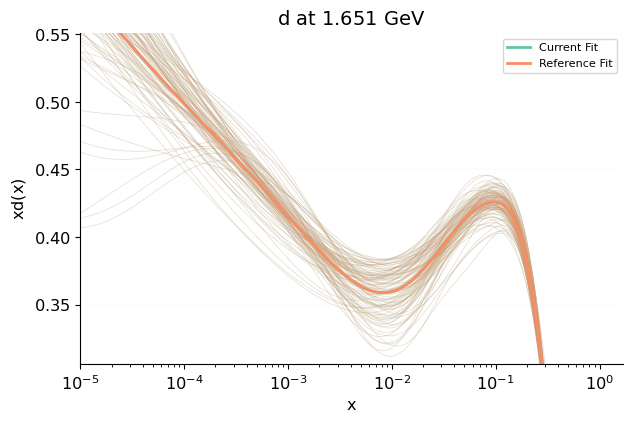 d at 1.651 GeV
Current Fit
Reference Fit
0.55
0.50
0.45
0.40
0.35
xd(x)
10⁻⁵ 10⁻⁴ 10⁻³ 10⁻² 10⁻¹ 10⁰
x